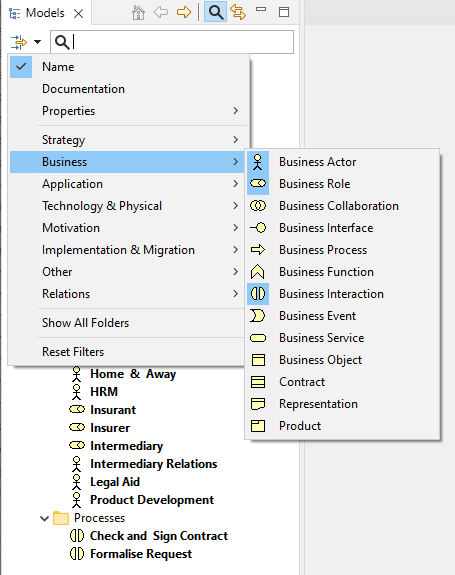 Models
Name
Documentation
Properties
Strategy
Business
Application
Technology & Physical
Motivation
Implementation & Migration
Other
Relations
Show All Folders
Reset Filters
Business Actor
Business Role
Business Collaboration
Business Interface
Business Process
Business Function
Business Interaction
Business Event
Business Service
Business Object
Contract
Representation
Product
Home & Away
HRM
Insurant
Insurer
Intermediary
Intermediary Relations
Legal Aid
Product Development
Processes
Check and Sign Contract
Formalise Request